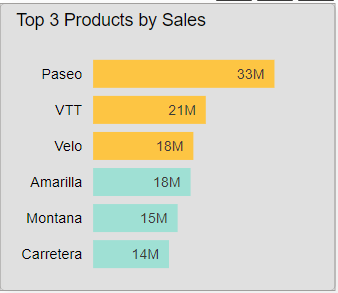 Top 3 Products by Sales
Paseo 33M
VTT 21M
Velo 18M
Amarilla 18M
Montana 15M
Carretera 14M